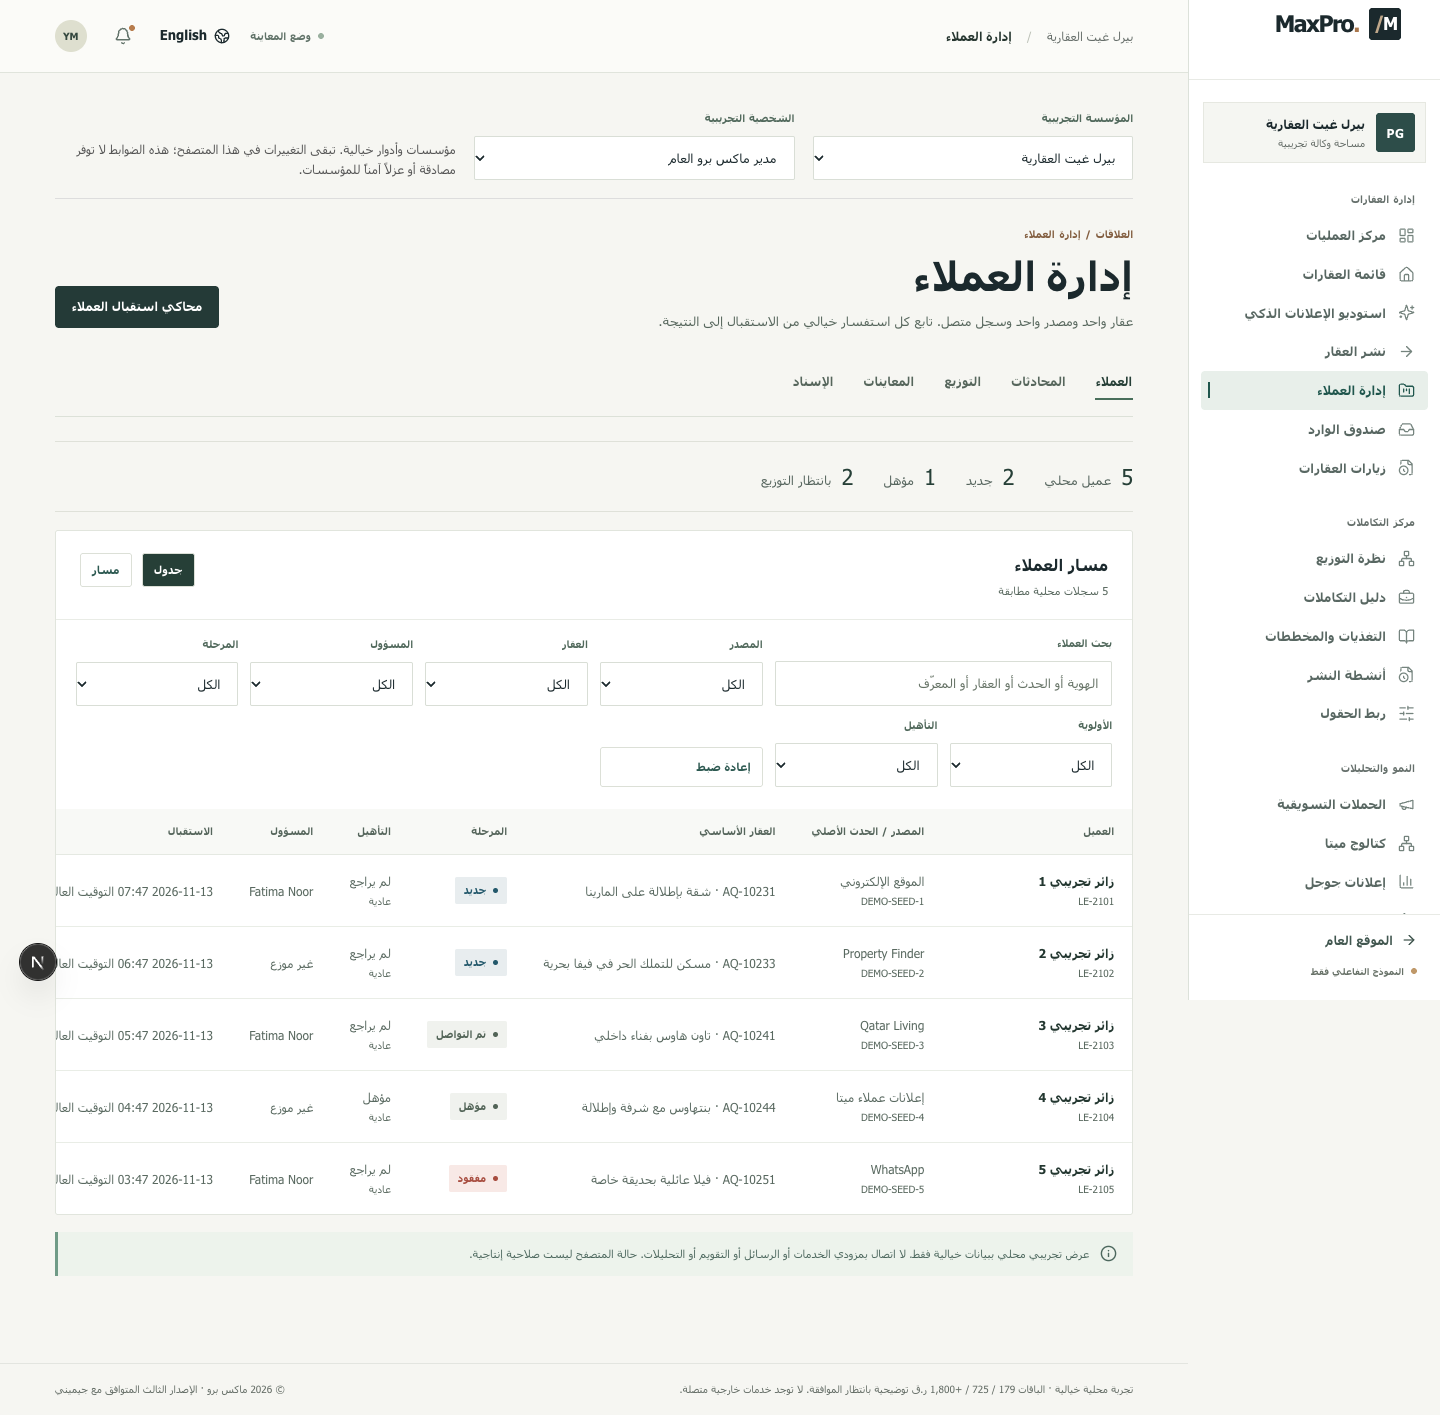 MaxPro. /M
بيرل غيت العقارية / إدارة العملاء
وضع المعاينة
English
YM
PG
بيرل غيت العقارية
مساحة وكالة تجريبية
إدارة العقارات
مركز العمليات
قائمة العقارات
استوديو الإعلانات الذكي
نشر العقار
إدارة العملاء
صندوق الوارد
زيارات العقارات
مركز التكاملات
نظرة التوزيع
دليل التكاملات
التغذيات والمخططات
أنشطة النشر
ربط الحقول
النمو والتحليلات
الحملات التسويقية
كتالوج ميتا
إعلانات جوجل
الموقع العام
النموذج التفاعلي فقط
المؤسسة التجريبية
بيرل غيت العقارية
الشخصية التجريبية
مدير ماكس برو العام
مؤسسات وأدوار خيالية. تبقى التغييرات في هذا المتصفح؛ هذه الضوابط لا توفر
مصادقة أو عزلاً آمناً للمؤسسات.
العلاقات / إدارة العملاء
إدارة العملاء
عقار واحد ومصدر واحد وسجل متصل. تابع كل استفسار خيالي من الاستقبال إلى النتيجة.
محاكي استقبال العملاء
العملاء المحادثات التوزيع المعاينات الإسناد
5 عميل محلي 2 جديد 1 مؤهل 2 بانتظار التوزيع
مسار العملاء
5 سجلات محلية مطابقة
جدول مسار
بحث العملاء المصدر العقار المسؤول المرحلة
الهوية أو الحدث أو العقار أو المعرّف الكل الكل الكل الكل
الأولوية التأهيل
الكل الكل إعادة ضبط
العميل المصدر / الحدث الأصلي العقار الأساسي المرحلة التأهيل المسؤول الاستقبال
زائر تجريبي 1 الموقع الإلكتروني AQ-10231 · شقة بإطلالة على المارينا جديد لم يراجع Fatima Noor 2026-11-13 07:47 التوقيت العال
LE-2101 DEMO-SEED-1 عادية
زائر تجريبي 2 Property Finder AQ-10233 · مسكن للتملك الحر في فيفا بحرية جديد لم يراجع غير موزع 2026-11-13 06:47 التوقيت العال
LE-2102 DEMO-SEED-2 عادية
زائر تجريبي 3 Qatar Living AQ-10241 · تاون هاوس بفناء داخلي تم التواصل لم يراجع Fatima Noor 2026-11-13 05:47 التوقيت العال
LE-2103 DEMO-SEED-3 عادية
زائر تجريبي 4 إعلانات عملاء ميتا AQ-10244 · بنتهاوس مع شرفة وإطلالة مؤهل مؤهل غير موزع 2026-11-13 04:47 التوقيت العال
LE-2104 DEMO-SEED-4 عادية
زائر تجريبي 5 WhatsApp AQ-10251 · فيلا عائلية بحديقة خاصة مفقود لم يراجع Fatima Noor 2026-11-13 03:47 التوقيت العال
LE-2105 DEMO-SEED-5 عادية
N
عرض تجريبي محلي ببيانات خيالية فقط. لا اتصال بمزودي الخدمات أو الرسائل أو التقويم أو التحليلات. حالة المتصفح ليست صلاحية إنتاجية.
تجربة محلية خيالية · الباقات 179 / 725 / +1,800 ر.ق توضيحية بانتظار الموافقة. لا توجد خدمات خارجية متصلة.
© 2026 ماكس برو · الإصدار الثالث المتوافق مع جيميني